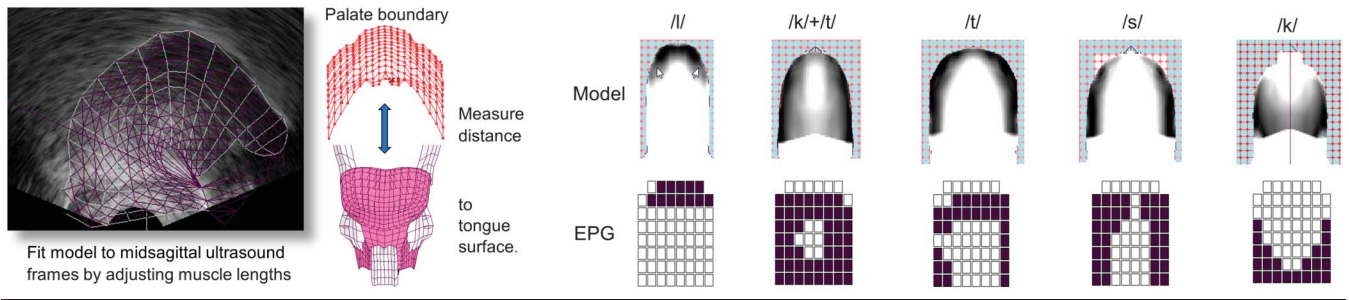 Palate boundary
Measure
distance
to
tongue
surface.
Fit model to midsagittal ultrasound
frames by adjusting muscle lengths
/l/ /k/+/t/ /t/ /s/ /k/
Model
EPG